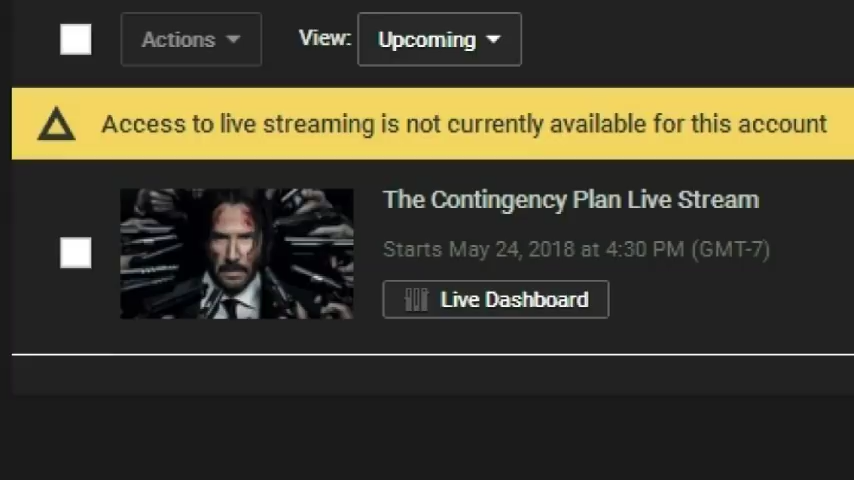 Actions View: Upcoming
Access to live streaming is not currently available for this account
The Contingency Plan Live Stream
Starts May 24, 2018 at 4:30 PM (GMT-7)
Live Dashboard